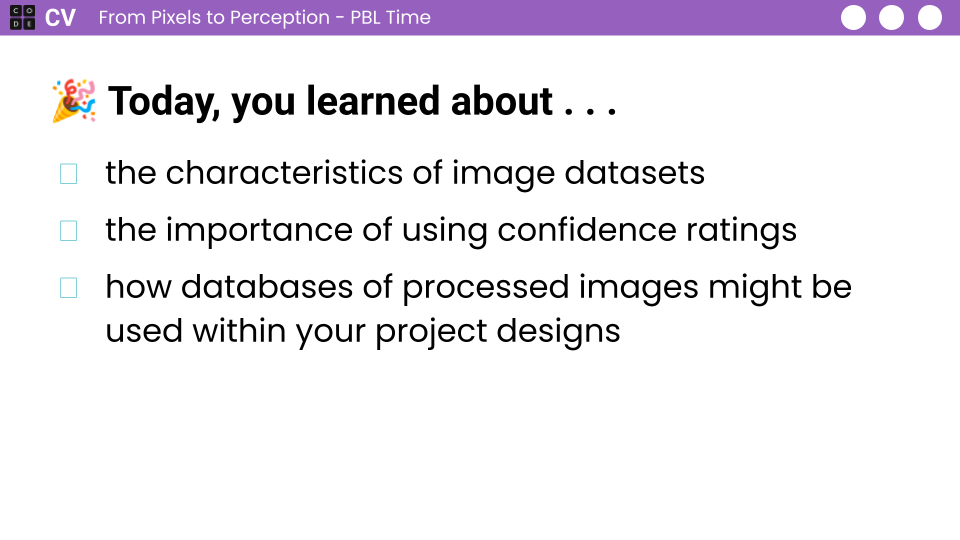 CODE CV From Pixels to Perception - PBL Time
🎉 Today, you learned about . . .
the characteristics of image datasets
the importance of using confidence ratings
how databases of processed images might be
used within your project designs